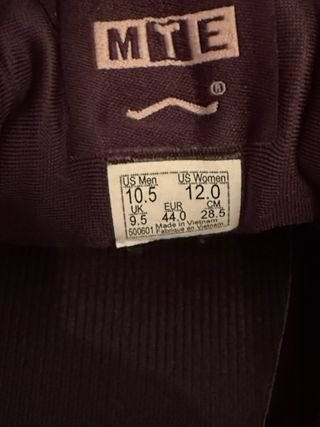 MTE
®
US Men US Women
10.5 12.0
UK EUR CM
9.5 44.0 28.5
Made in Vietnam
500601 Fabriqué en Vietnam